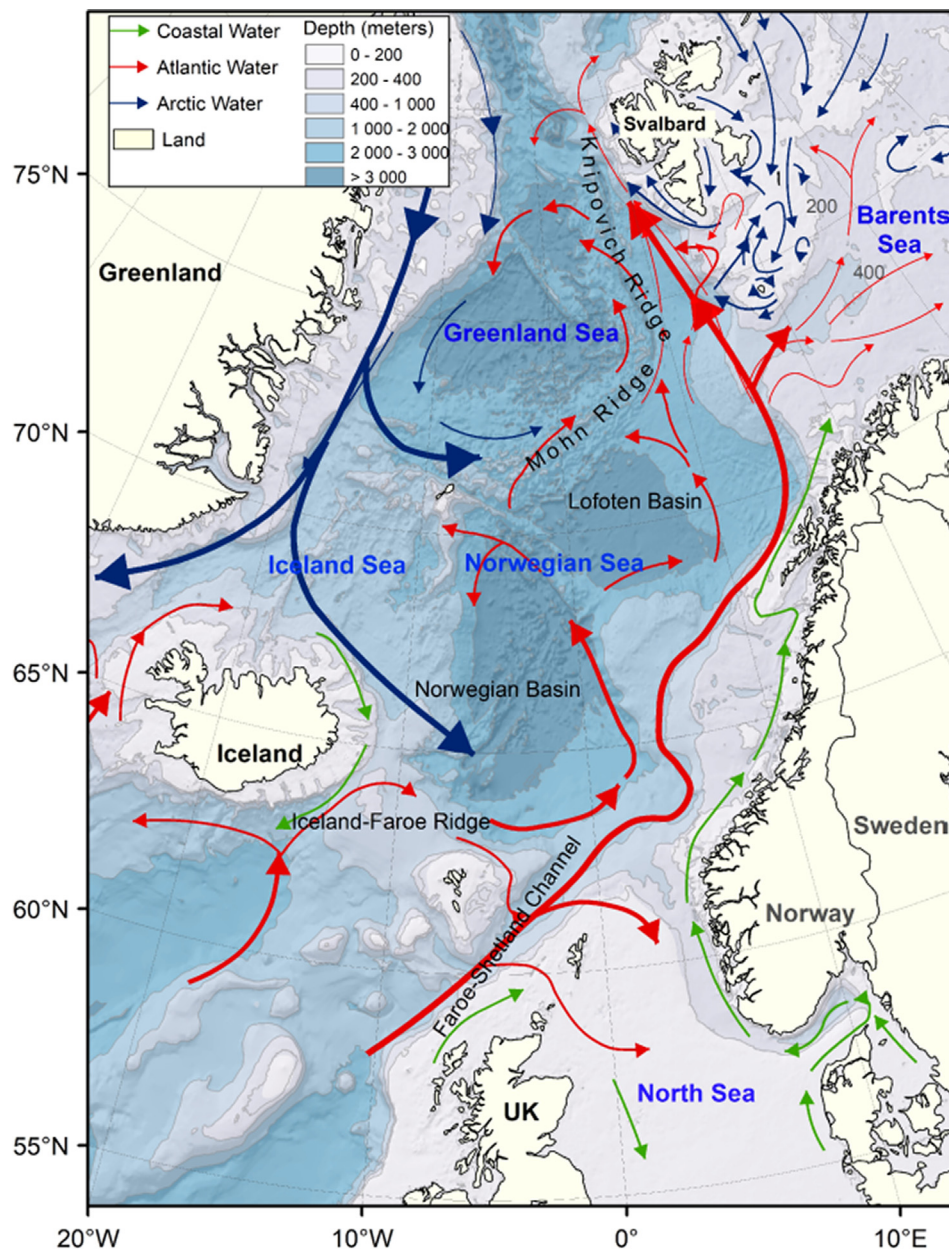 Coastal Water
Atlantic Water
Arctic Water
Land
Depth (meters)
0 - 200
200 - 400
400 - 1 000
1 000 - 2 000
2 000 - 3 000
> 3 000
Svalbard
75°N
Knipovich Ridge
200
Barents
Sea
400
Greenland
Greenland Sea
70°N
Mohn Ridge
Lofoten Basin
Iceland Sea
Norwegian Sea
65°N
Norwegian Basin
Iceland
Iceland-Faroe Ridge
Sweden
Faroe-Shetland Channel
60°N
Norway
North Sea
UK
55°N
20°W
10°W
0°
10°E